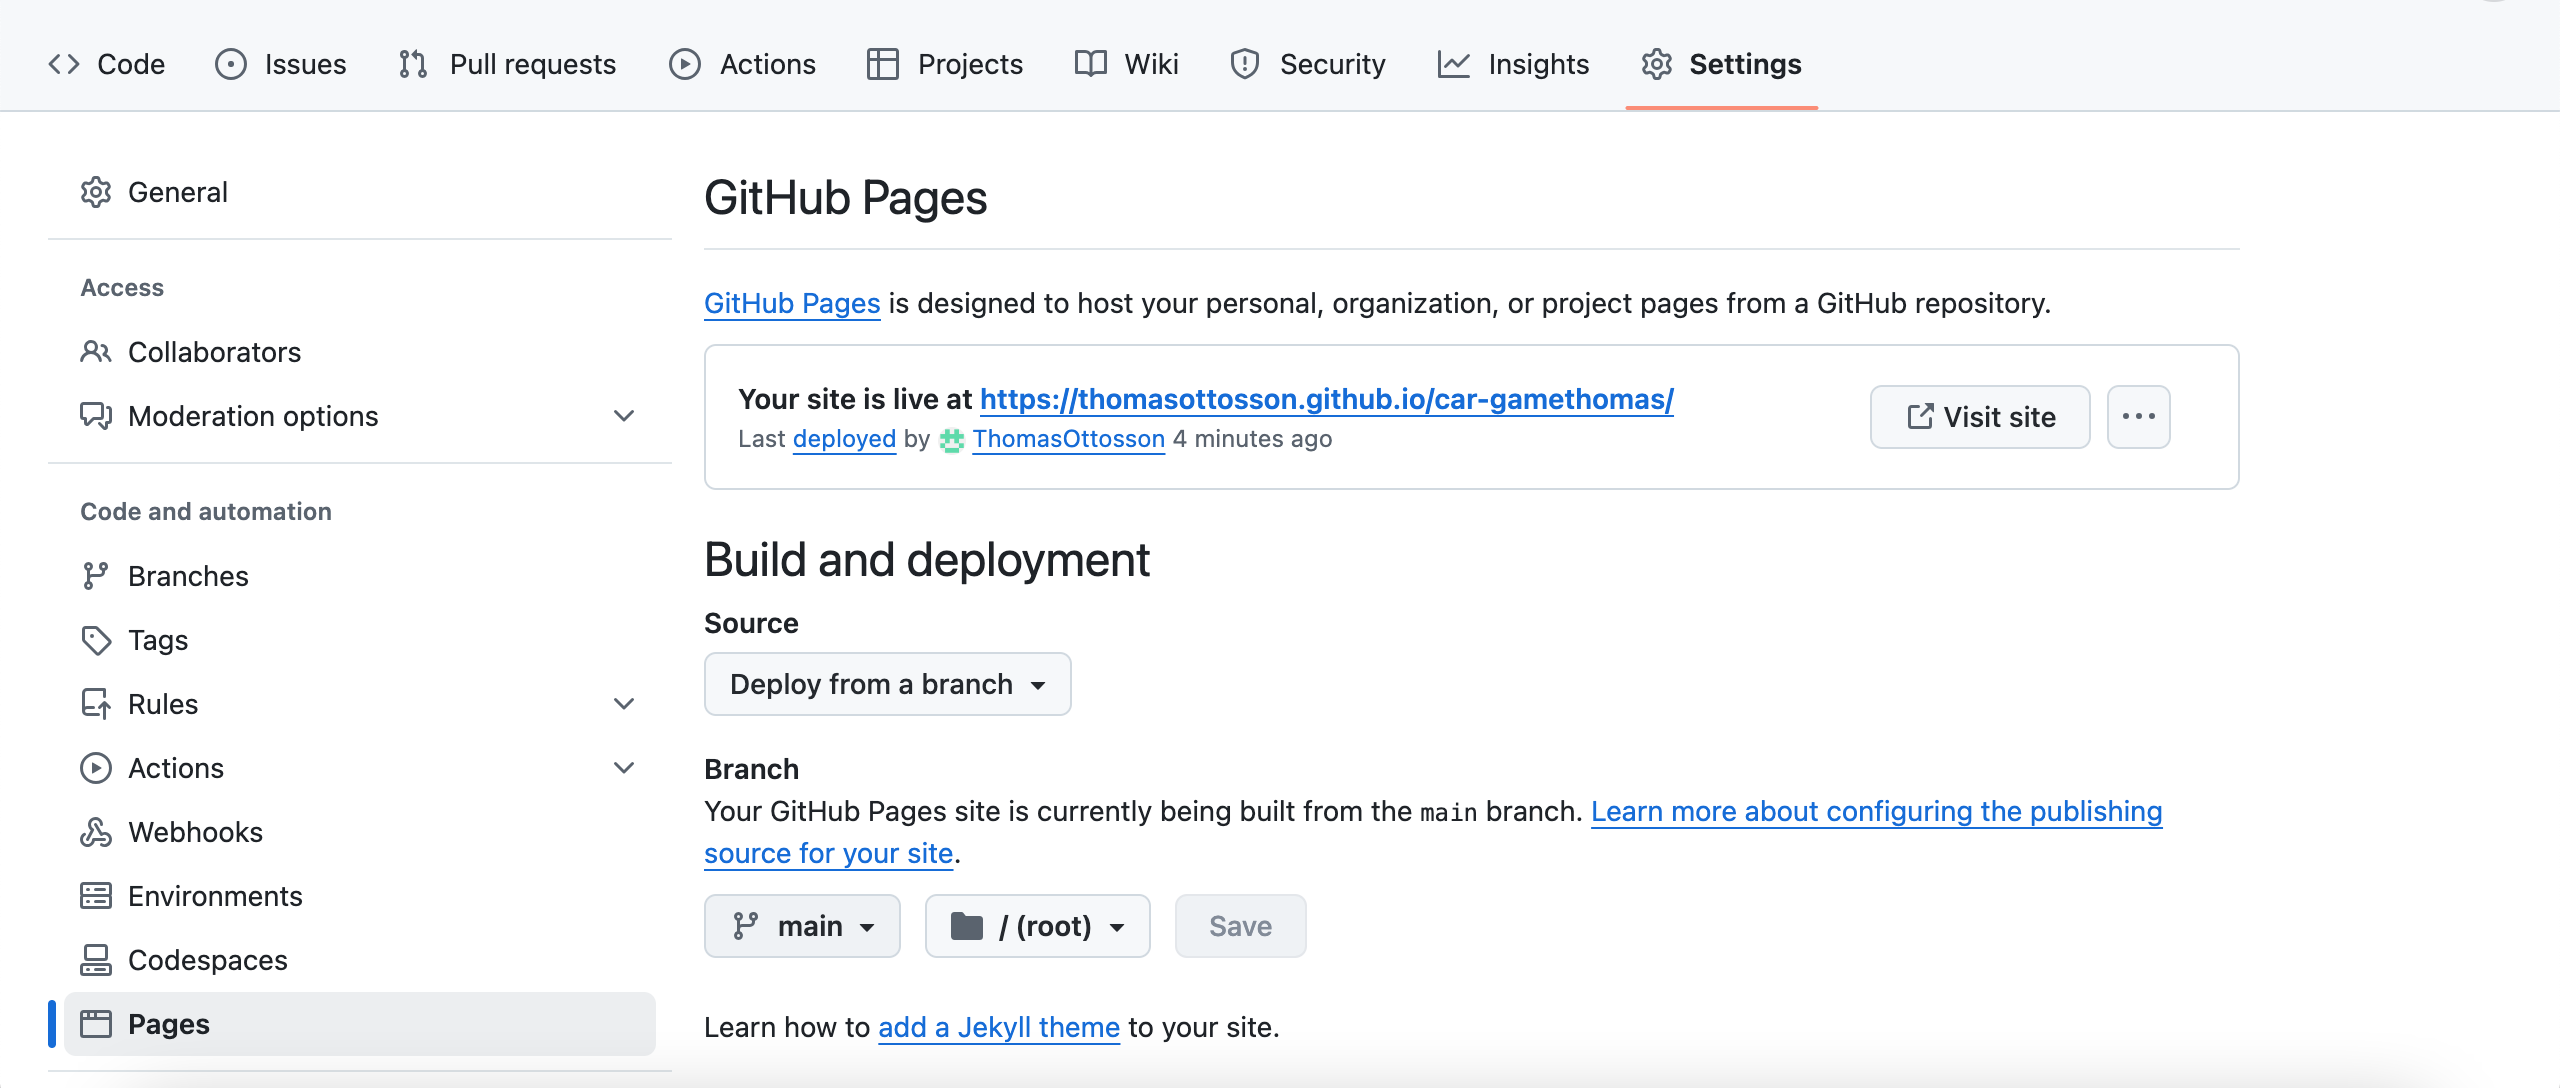 Code Issues Pull requests Actions Projects Wiki Security Insights Settings
General
Access
Collaborators
Moderation options
Code and automation
Branches
Tags
Rules
Actions
Webhooks
Environments
Codespaces
Pages
GitHub Pages
GitHub Pages is designed to host your personal, organization, or project pages from a GitHub repository.
Your site is live at https://thomasottosson.github.io/car-gamethomas/
Last deployed by ThomasOttosson 4 minutes ago
Visit site
Build and deployment
Source
Deploy from a branch
Branch
Your GitHub Pages site is currently being built from the main branch. Learn more about configuring the publishing
source for your site.
main / (root) Save
Learn how to add a Jekyll theme to your site.